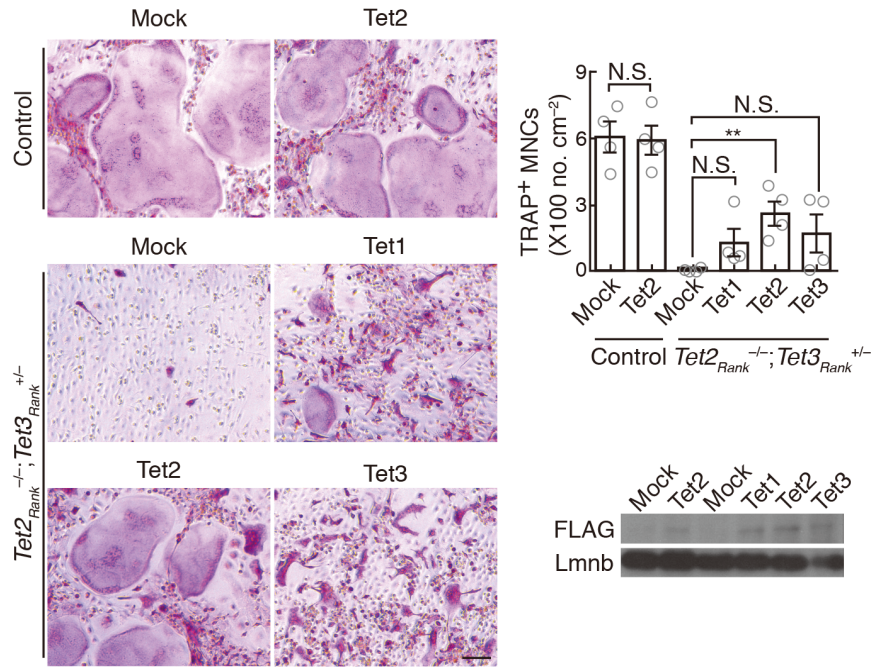 Mock Tet2
Control
Mock Tet1
Tet2 Tet3
Tet2Rank−/−;Tet3Rank+/−
TRAP+ MNCs
(X100 no. cm−2)
9
6
3
0
N.S.
N.S.
**
N.S.
Mock Tet2 Mock Tet1 Tet2 Tet3
Control Tet2Rank−/−;Tet3Rank+/−
Mock Tet2 Mock Tet1 Tet2 Tet3
FLAG
Lmnb